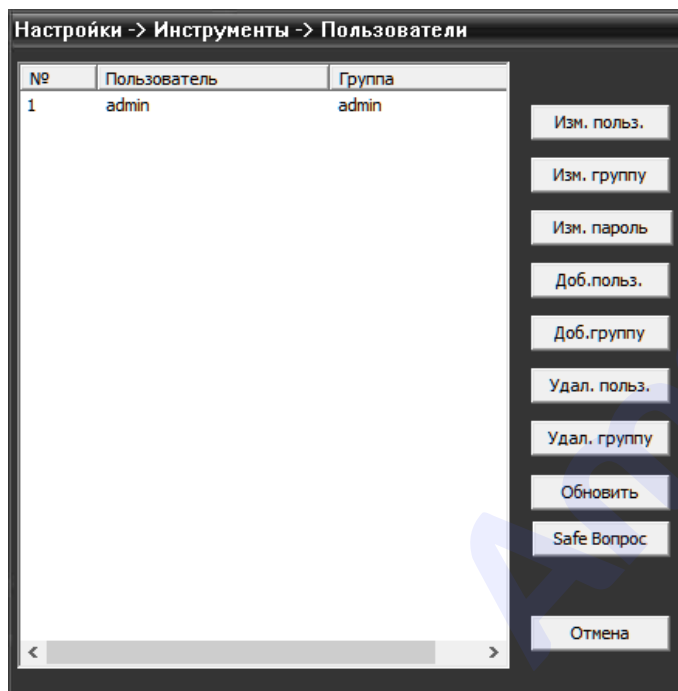 Настройки -> Инструменты -> Пользователи
№ Пользователь Группа
1 admin admin
Изм. польз.
Изм. группу
Изм. пароль
Доб.польз.
Доб.группу
Удал. польз.
Удал. группу
Обновить
Safe Вопрос
Отмена